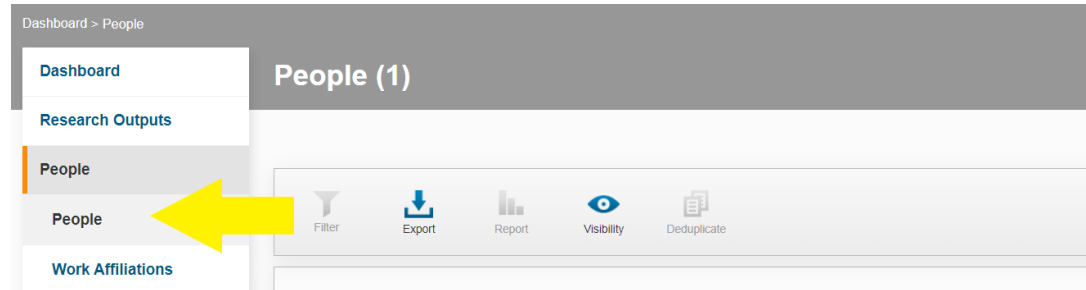 Dashboard > People
Dashboard
People (1)
Research Outputs
People
People
Filter
Export
Report
Visibility
Deduplicate
Work Affiliations